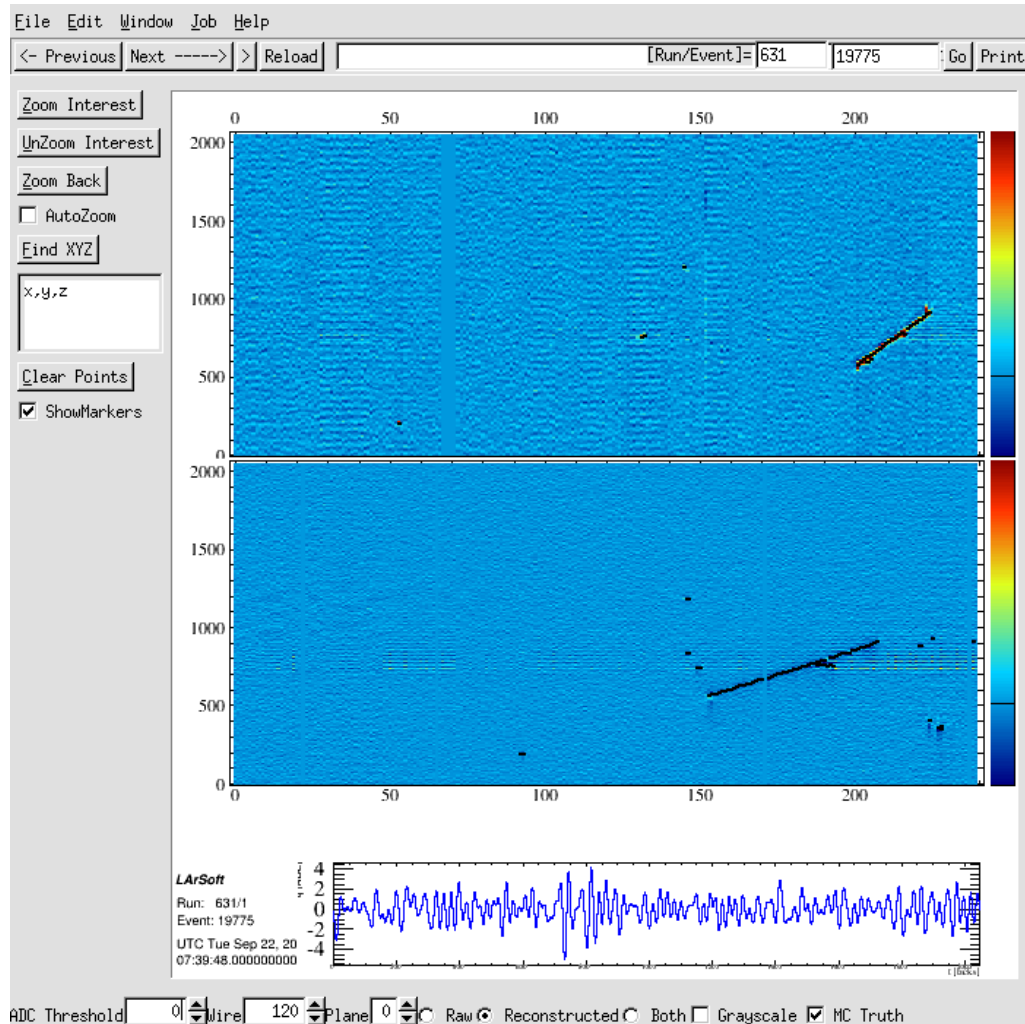 File Edit Window Job Help
<- Previous Next -----> > Reload [Run/Event]= 631 19775 Go Print
Zoom Interest
UnZoom Interest
Zoom Back
AutoZoom
Find XYZ
x,y,z
Clear Points
ShowMarkers
0 50 100 150 200
2000
1500
1000
500
0
2000
1500
1000
500
0
0 50 100 150 200
LArSoft
Run: 631/1
Event: 19775
UTC Tue Sep 22, 20
07:39:48.000000000
4
2
0
-2
-4
t [ticks]
ADC Threshold 0 Wire 120 Plane 0 Raw Reconstructed Both Grayscale MC Truth